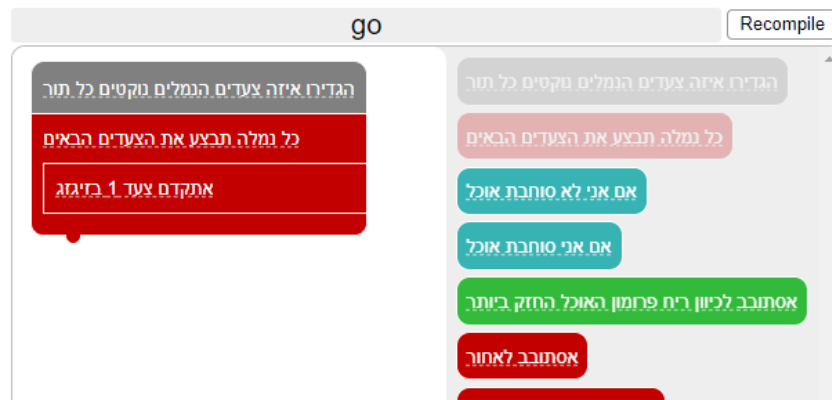 go
Recompile
הגדירו איזה צעדים הנמלים נוקטים כל תור
כל נמלה תבצע את הצעדים הבאים
אתקדם צעד 1 בזיגזג
הגדירו איזה צעדים הנמלים נוקטים כל תור
כל נמלה תבצע את הצעדים הבאים
אם אני לא סוחבת אוכל
אם אני סוחבת אוכל
אסתובב לכיוון ריח פרומון האוכל החזק ביותר
אסתובב לאחור